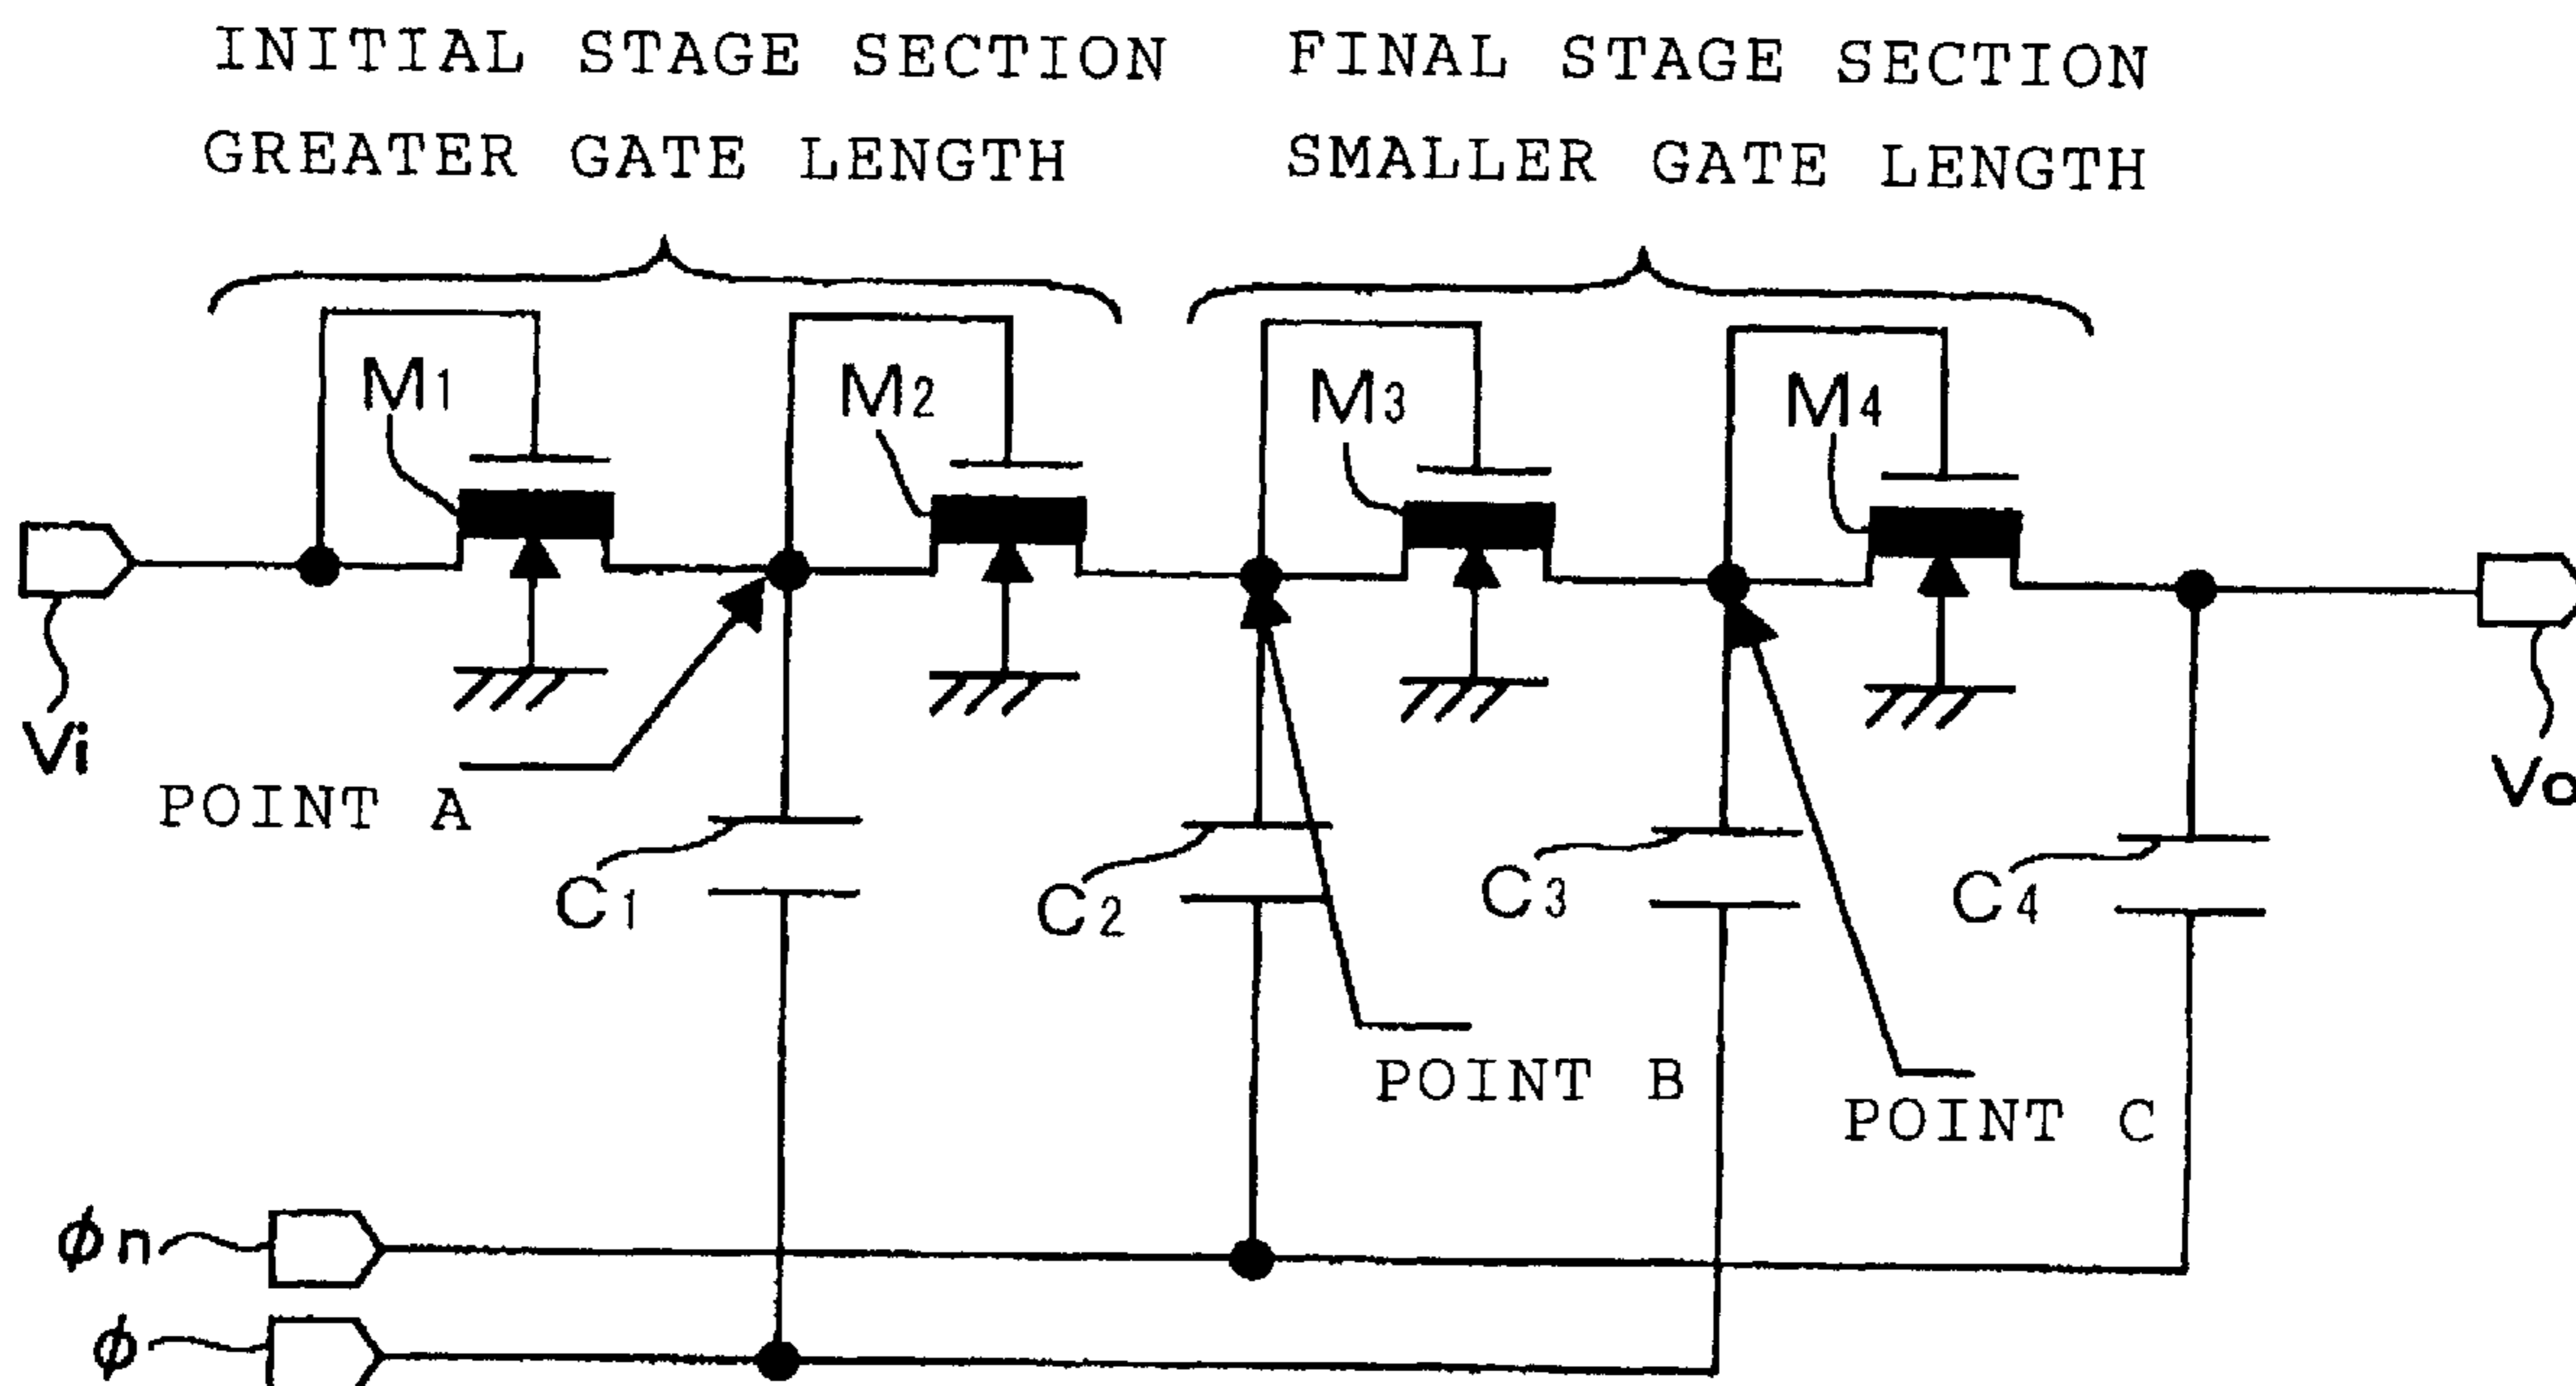 INITIAL STAGE SECTION
GREATER GATE LENGTH
FINAL STAGE SECTION
SMALLER GATE LENGTH
M1
M2
M3
M4
Vi
Vo
POINT A
C1
C2
C3
C4
POINT B
POINT C
φn
φ